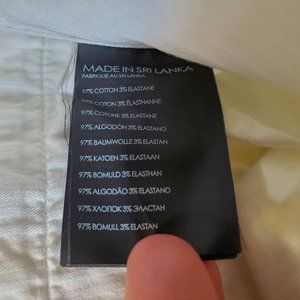 MADE IN SRI LANKA
FABRIQUÉ AU SRI LANKA
97% COTTON 3% ELASTANE
97% COTON 3% ÉLASTHANNE
97% COTONE 3% ELASTANE
97% ALGODÓN 3% ELASTANO
97% BAUMWOLLE 3% ELASTAN
97% KATOEN 3% ELASTAAN
97% BOMULD 3% ELASTHAN
97% ALGODÃO 3% ELASTANO
97% ХЛОПОК 3% ЭЛАСТАН
97% BOMULL 3% ELASTAN